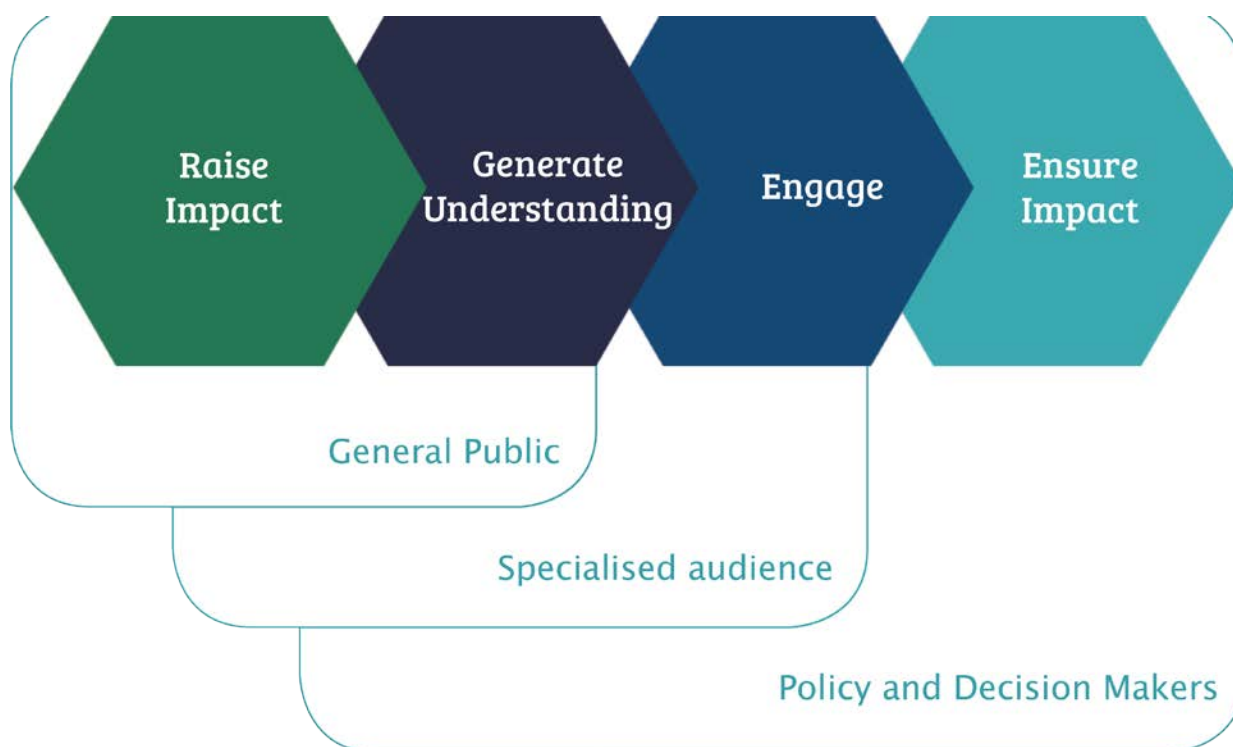 Raise
Impact
Generate
Understanding
Engage
Ensure
Impact
General Public
Specialised audience
Policy and Decision Makers